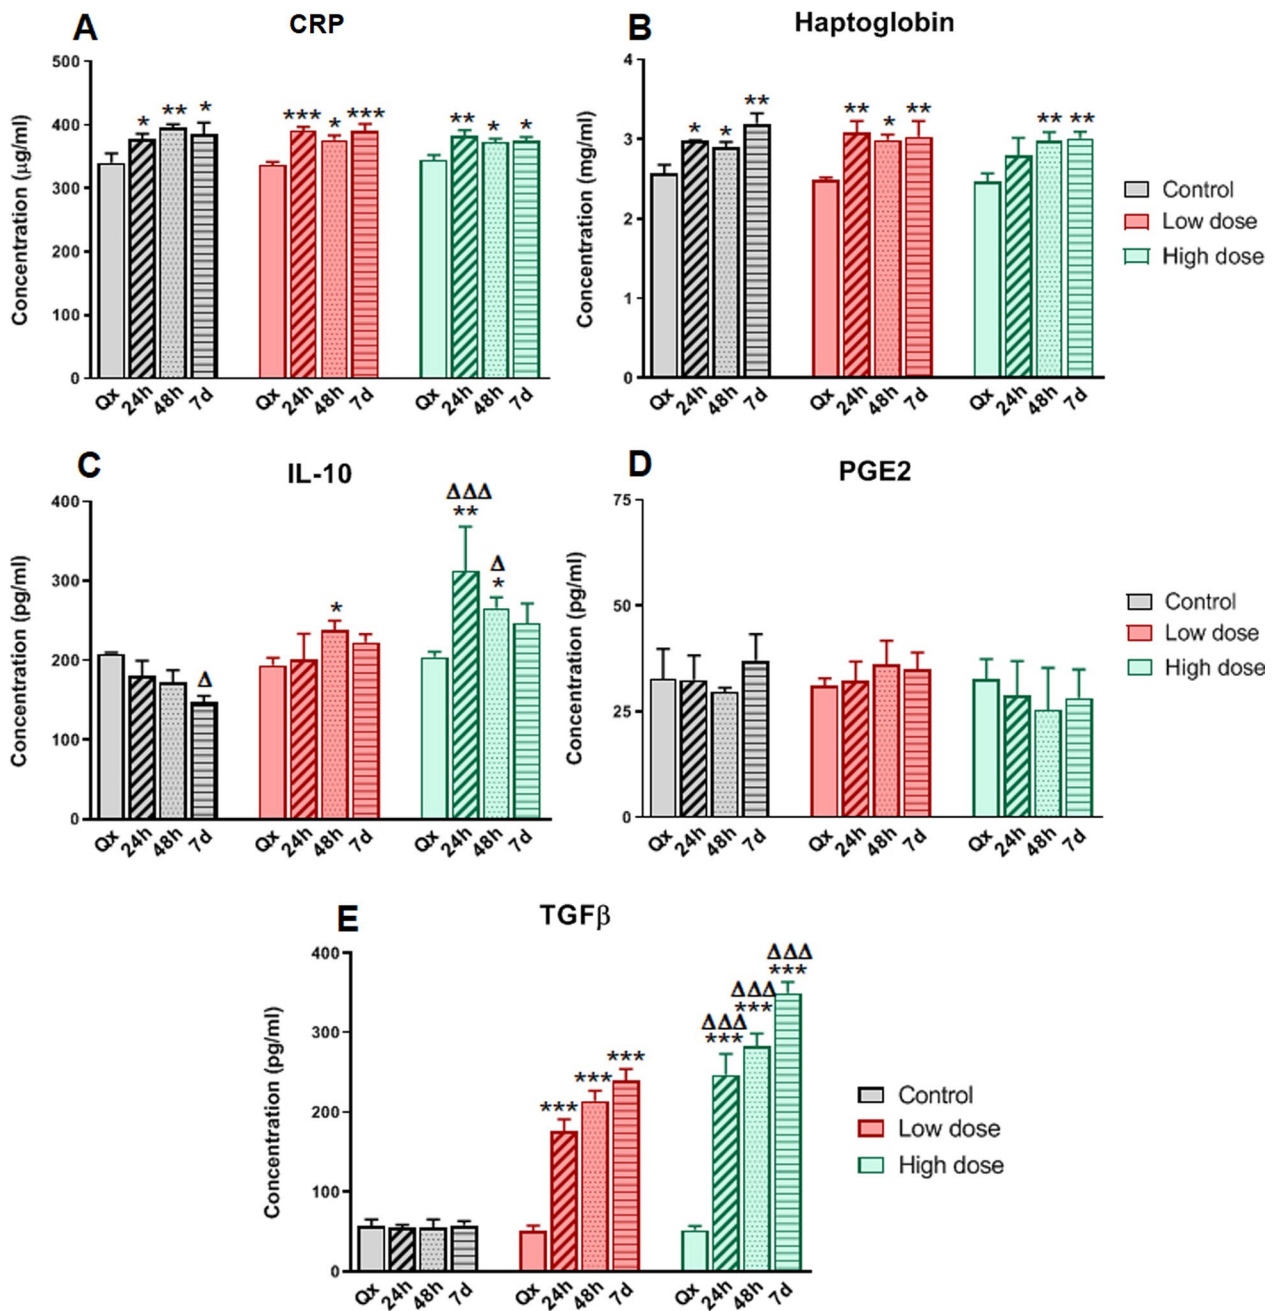 A
CRP
Concentration (µg/ml)
500
400
300
200
100
0
* ** *
*** * ***
** * *
Qx 24h 48h 7d
Qx 24h 48h 7d
Qx 24h 48h 7d
B
Haptoglobin
Concentration (mg/ml)
4
3
2
1
0
* * **
** * **
** **
Qx 24h 48h 7d
Qx 24h 48h 7d
Qx 24h 48h 7d
Control
Low dose
High dose
C
IL-10
Concentration (pg/ml)
400
300
200
100
0
Δ
*
ΔΔΔ
**
Δ
*
Qx 24h 48h 7d
Qx 24h 48h 7d
Qx 24h 48h 7d
D
PGE2
Concentration (pg/ml)
75
50
25
0
Qx 24h 48h 7d
Qx 24h 48h 7d
Qx 24h 48h 7d
Control
Low dose
High dose
E
TGFβ
Concentration (pg/ml)
400
300
200
100
0
*** *** ***
ΔΔΔ
***
ΔΔΔ
***
ΔΔΔ
***
Qx 24h 48h 7d
Qx 24h 48h 7d
Qx 24h 48h 7d
Control
Low dose
High dose